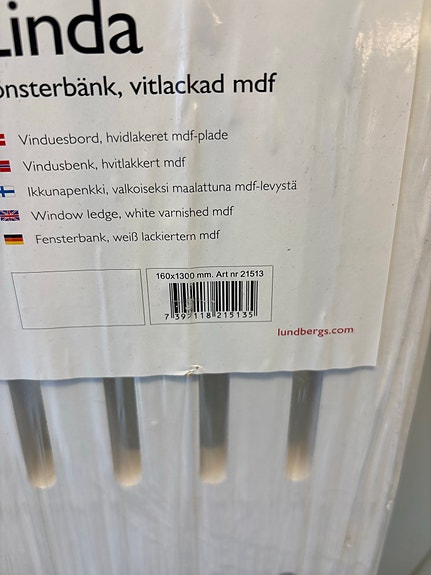 Linda
önsterbänk, vitlackad mdf
Vinduesbord, hvidlakeret mdf-plade
Vindusbenk, hvitlakkert mdf
Ikkunapenkki, valkoiseksi maalattuna mdf-levystä
Window ledge, white varnished mdf
Fensterbank, weiß lackiertem mdf
160x1300 mm. Art nr 21513
7 391118 215135
lundbergs.com